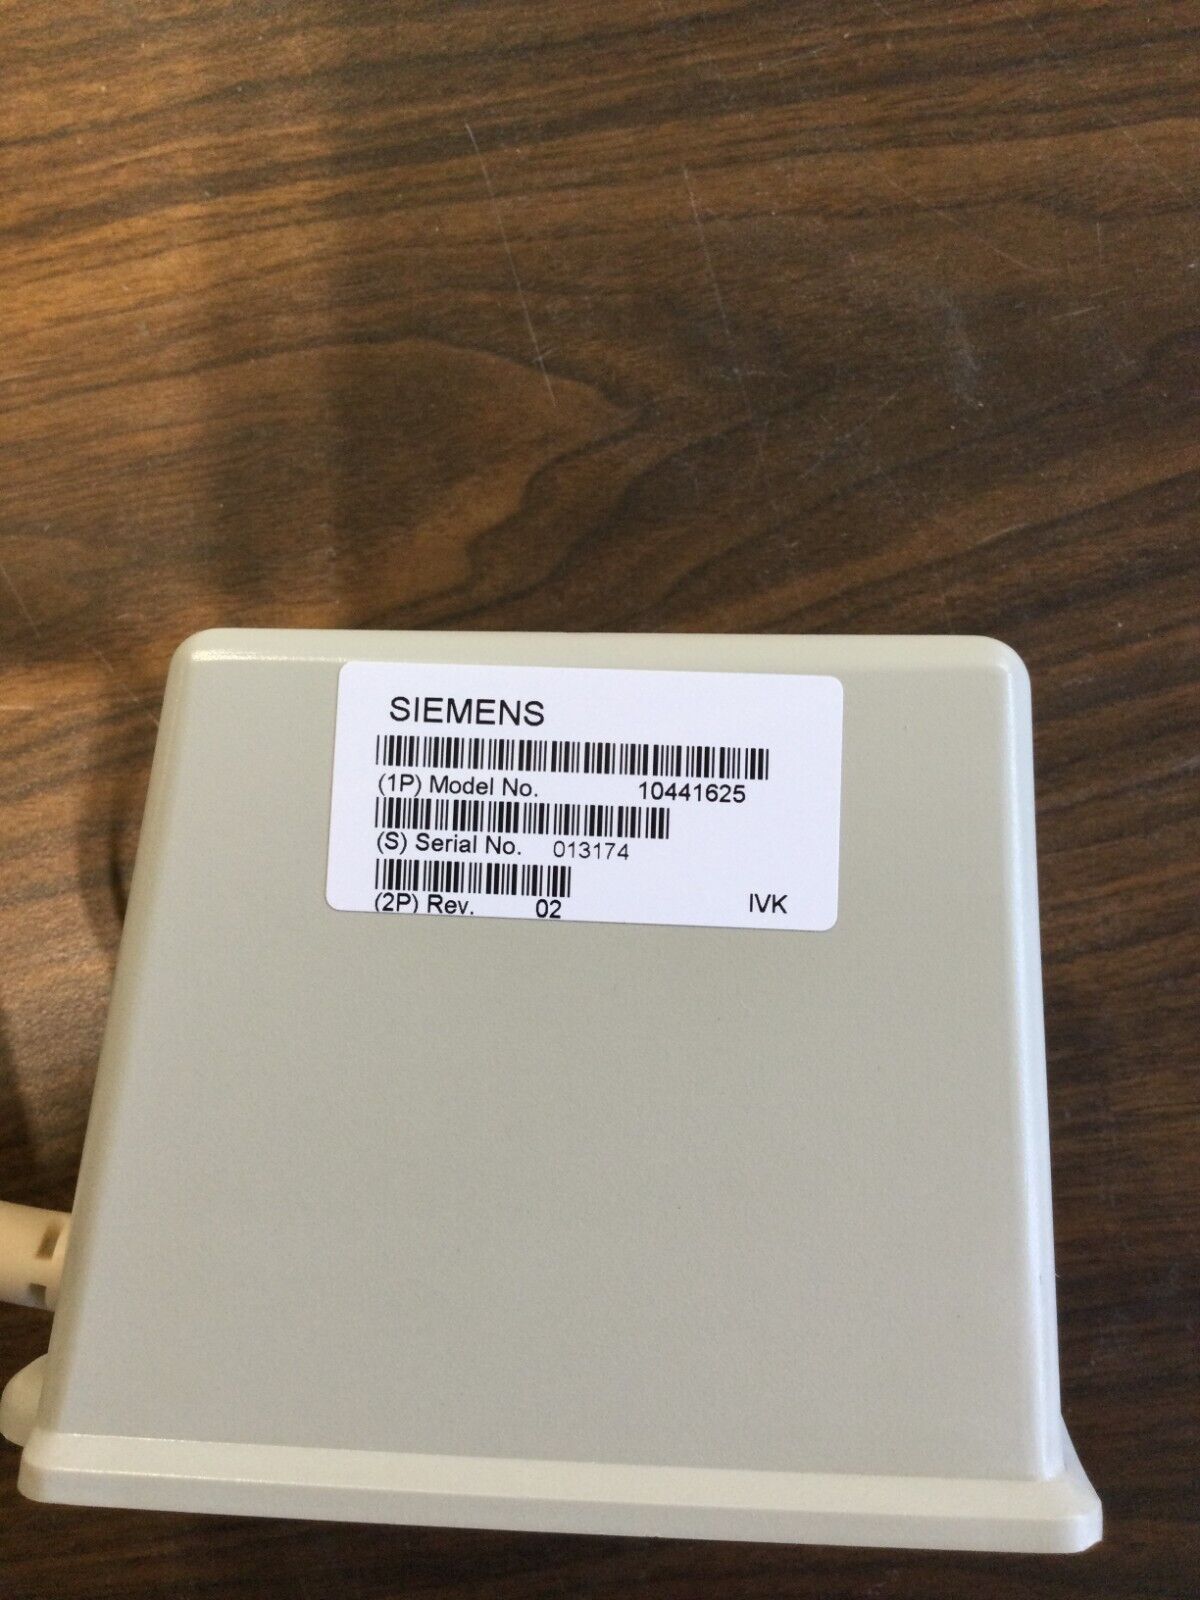 SIEMENS
(1P) Model No. 10441625
(S) Serial No. 013174
(2P) Rev. 02 IVK